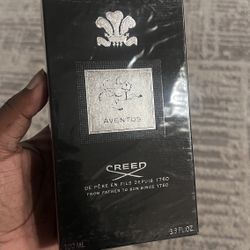 AVENTUS
CREED
DE PÈRE EN FILS DEPUIS 1760
FROM FATHER TO SON SINCE 1760
3.3 FL.OZ.